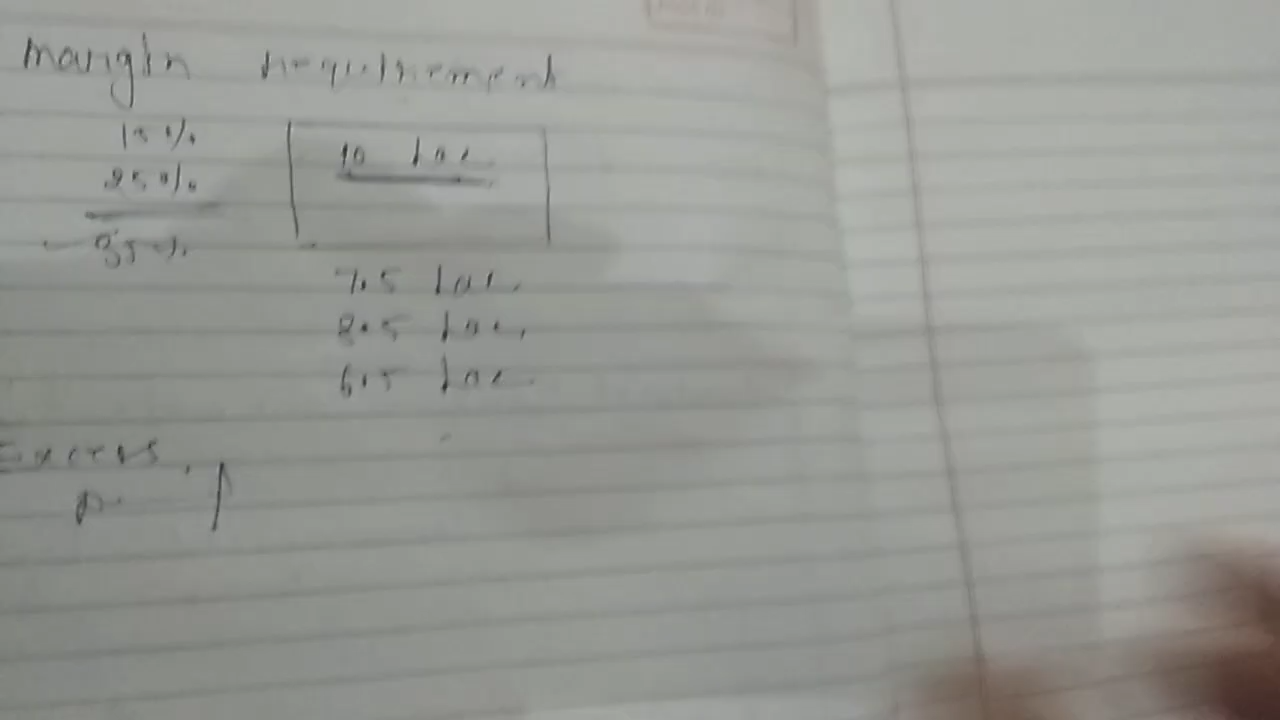 Margin Requirement
15%
10 Lac
25%
35%
7.5 Lac.
8.5 Lac.
6.5 Lac.
Excess,